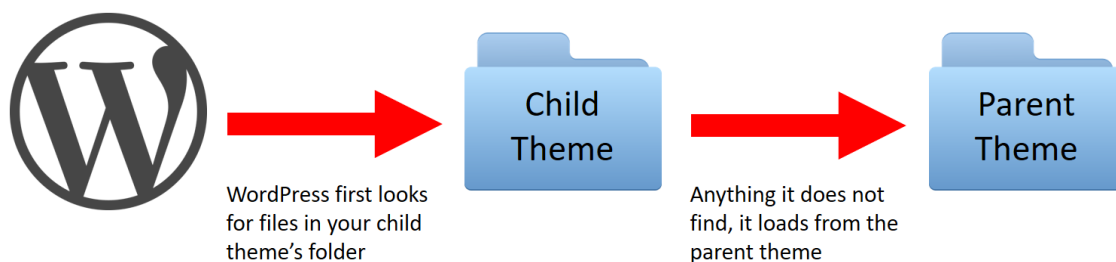 Child
Theme
Parent
Theme
WordPress first looks
for files in your child
theme's folder
Anything it does not
find, it loads from the
parent theme